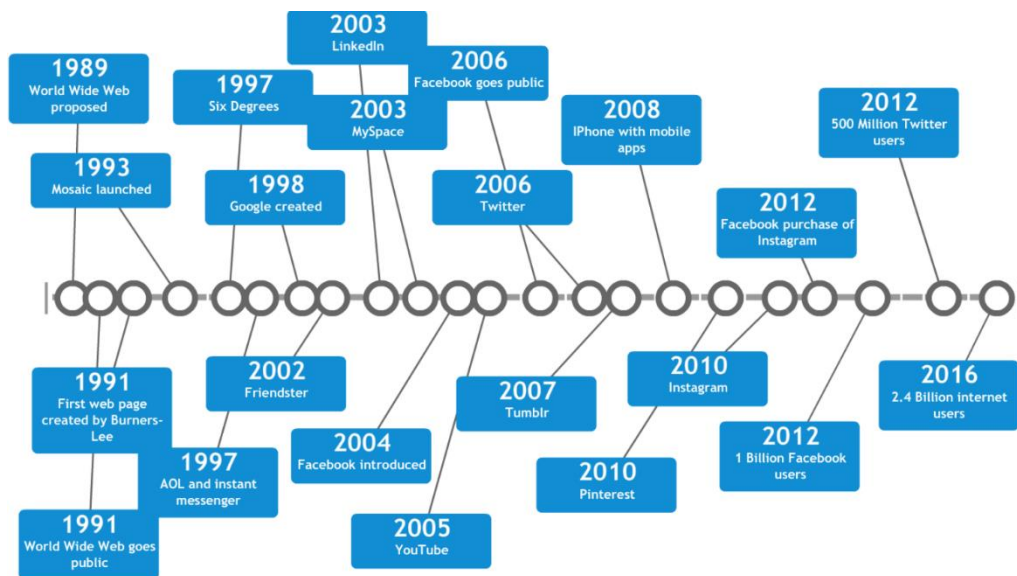 1989
World Wide Web
proposed
1993
Mosaic launched
1997
Six Degrees
1998
Google created
2003
LinkedIn
2003
MySpace
2006
Facebook goes public
2006
Twitter
2008
IPhone with mobile
apps
2012
Facebook purchase of
Instagram
2012
500 Million Twitter
users
1991
First web page
created by Burners-
Lee
1991
World Wide Web goes
public
1997
AOL and instant
messenger
2002
Friendster
2004
Facebook introduced
2005
YouTube
2007
Tumblr
2010
Pinterest
2010
Instagram
2012
1 Billion Facebook
users
2016
2.4 Billion internet
users